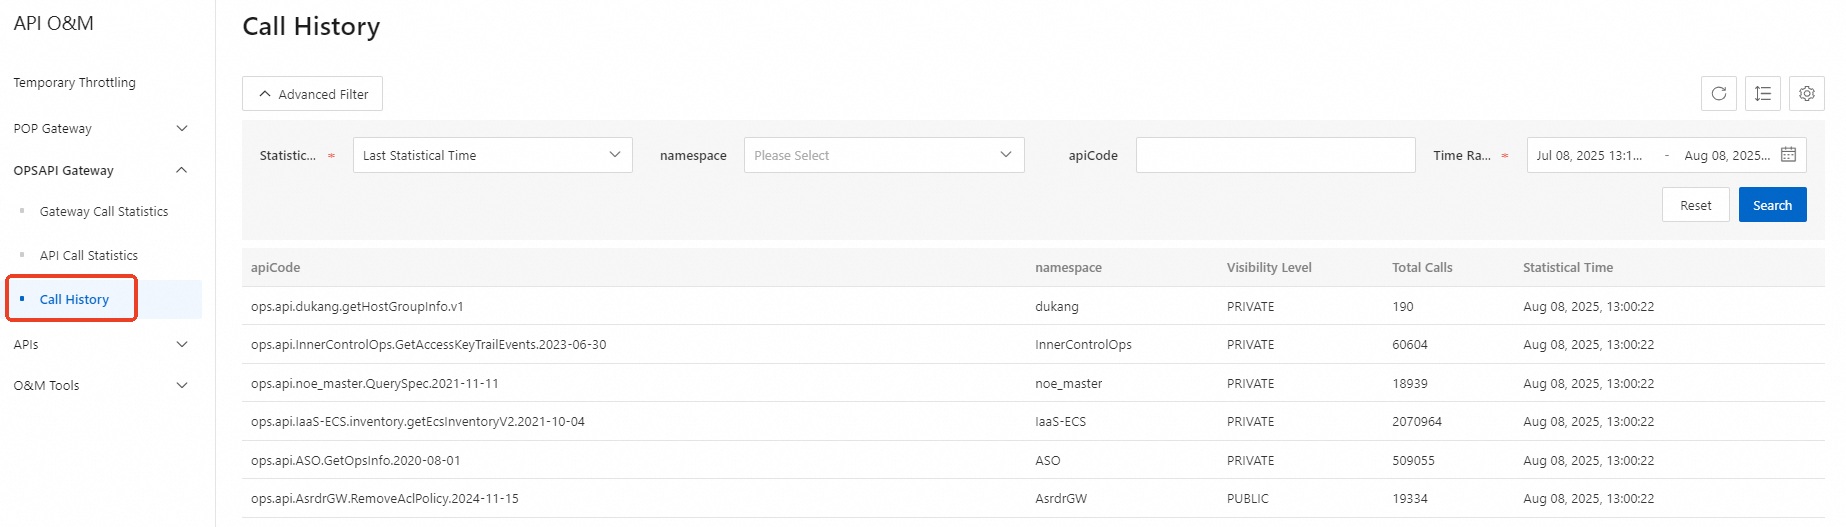 API O&M
Temporary Throttling
POP Gateway
OPSAPI Gateway
Gateway Call Statistics
API Call Statistics
Call History
APIs
O&M Tools
Call History
Advanced Filter
Statistic... * Last Statistical Time namespace Please Select apiCode Time Ra... * Jul 08, 2025 13:1... - Aug 08, 2025...
Reset Search
apiCode namespace Visibility Level Total Calls Statistical Time
ops.api.dukang.getHostGroupInfo.v1 dukang PRIVATE 190 Aug 08, 2025, 13:00:22
ops.api.InnerControlOps.GetAccessKeyTrailEvents.2023-06-30 InnerControlOps PRIVATE 60604 Aug 08, 2025, 13:00:22
ops.api.noe_master.QuerySpec.2021-11-11 noe_master PRIVATE 18939 Aug 08, 2025, 13:00:22
ops.api.IaaS-ECS.inventory.getEcsInventoryV2.2021-10-04 IaaS-ECS PRIVATE 2070964 Aug 08, 2025, 13:00:22
ops.api.ASO.GetOpsInfo.2020-08-01 ASO PRIVATE 509055 Aug 08, 2025, 13:00:22
ops.api.AsrdrGW.RemoveAclPolicy.2024-11-15 AsrdrGW PUBLIC 19334 Aug 08, 2025, 13:00:22